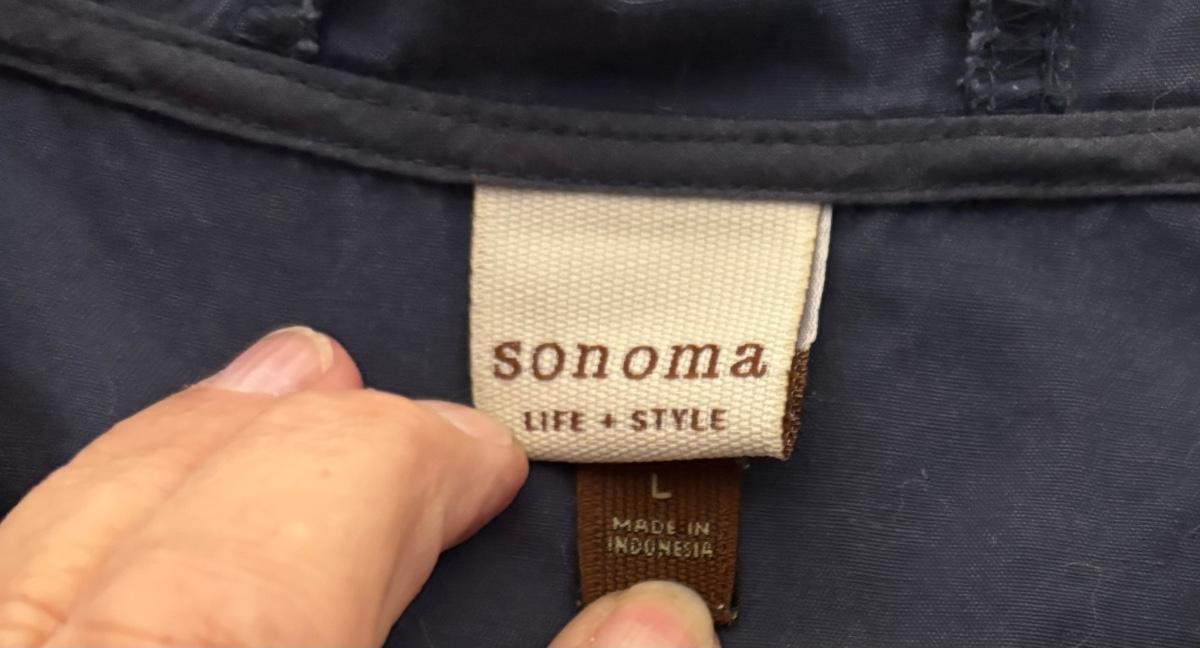 sonoma
LIFE + STYLE
L
MADE IN
INDONESIA